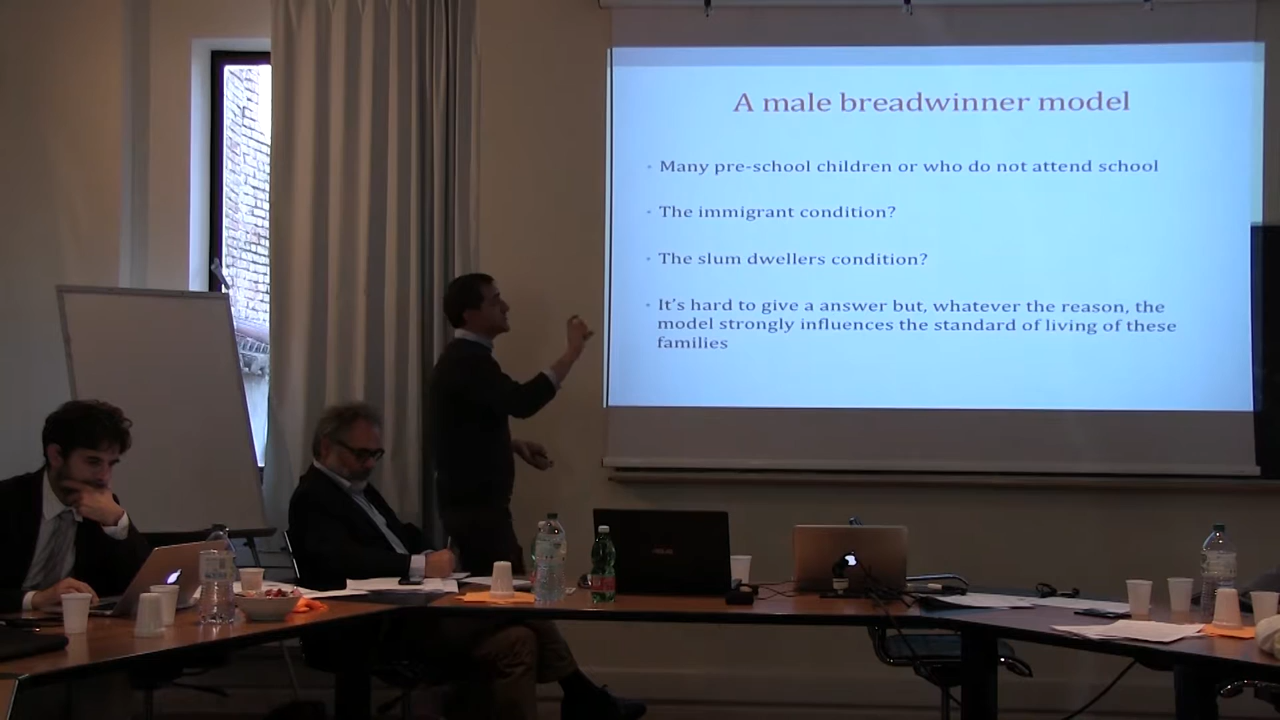 A male breadwinner model
Many pre-school children or who do not attend school
The immigrant condition?
The slum dwellers condition?
It's hard to give a answer but, whatever the reason, the
model strongly influences the standard of living of these
families
ASUS